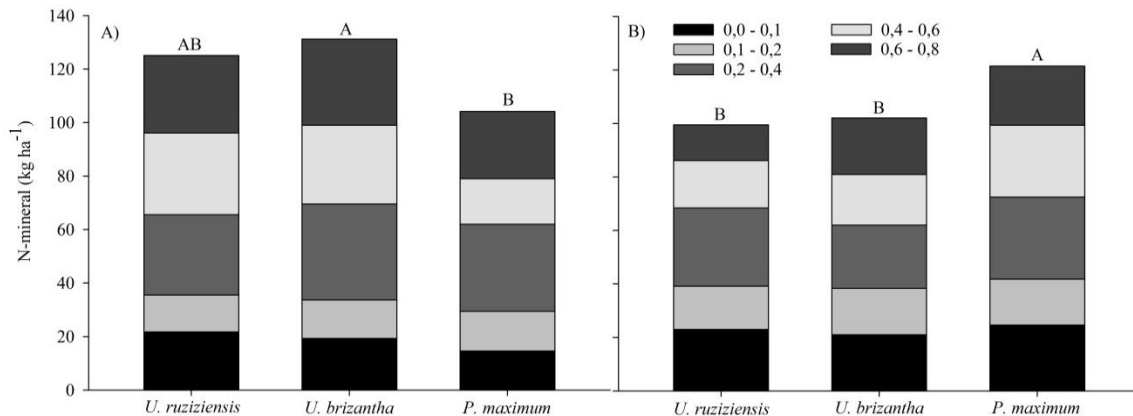 A)
AB
A
B
N-mineral (kg ha⁻¹)
140
120
100
80
60
40
20
0
U. ruziziensis U. brizantha P. maximum
B)
0,0 - 0,1
0,1 - 0,2
0,2 - 0,4
0,4 - 0,6
0,6 - 0,8
B
B
A
U. ruziziensis U. brizantha P. maximum